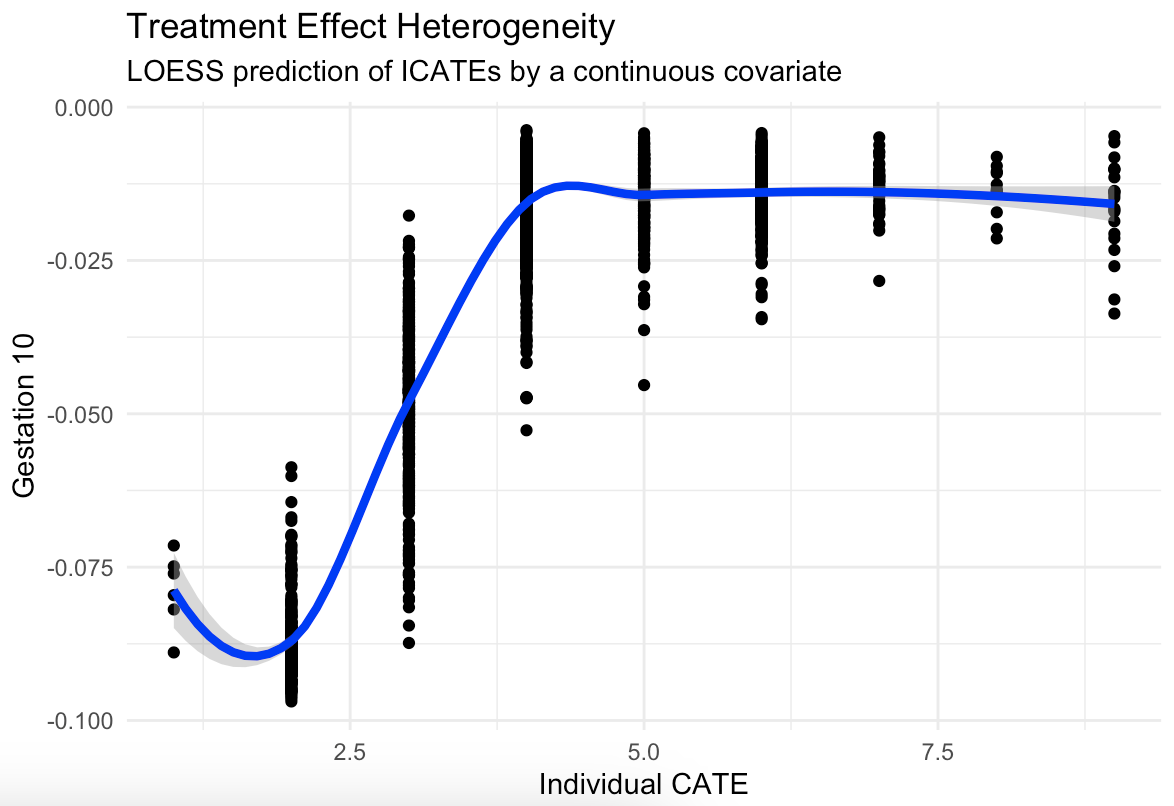 Treatment Effect Heterogeneity
LOESS prediction of ICATEs by a continuous covariate
0.000
-0.025
-0.050
-0.075
-0.100
Gestation 10
2.5 5.0 7.5
Individual CATE